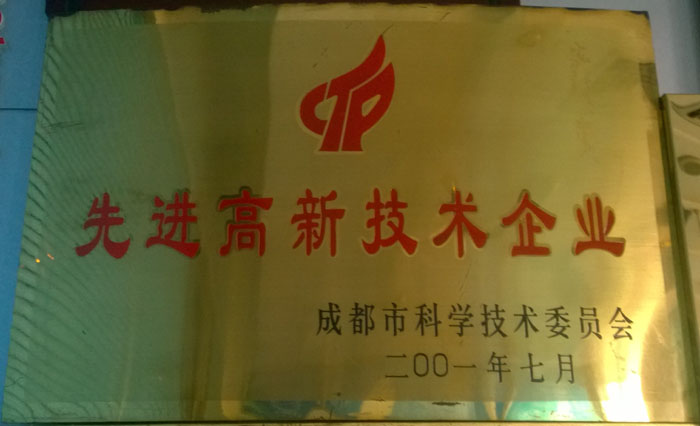 先进高新技术企业
成都市科学技术委员会
二00一年七月